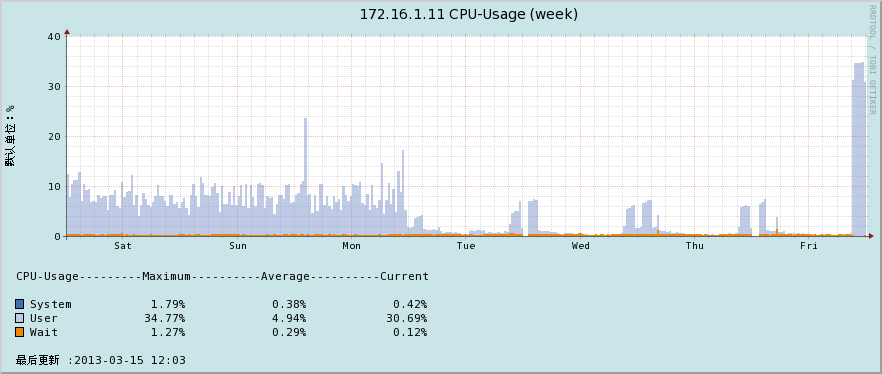 172.16.1.11 CPU-Usage (week)
RRDTOOL / TOBI OETIKER
默认单位：%
40
30
20
10
0
Sat Sun Mon Tue Wed Thu Fri
CPU-Usage---------Maximum----------Average----------Current
System 1.79% 0.38% 0.42%
User 34.77% 4.94% 30.69%
Wait 1.27% 0.29% 0.12%
最后更新 :2013-03-15 12:03